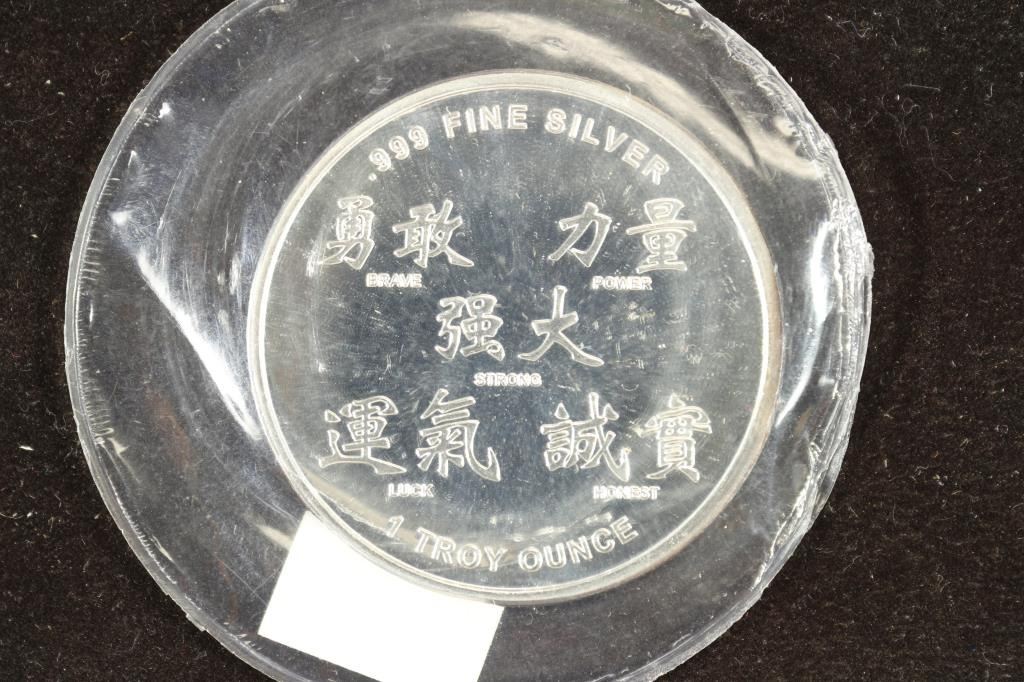 .999 FINE SILVER
勇敢 力量
BRAVE POWER
强大
STRONG
運氣 誠實
LUCK HONEST
1 TROY OUNCE